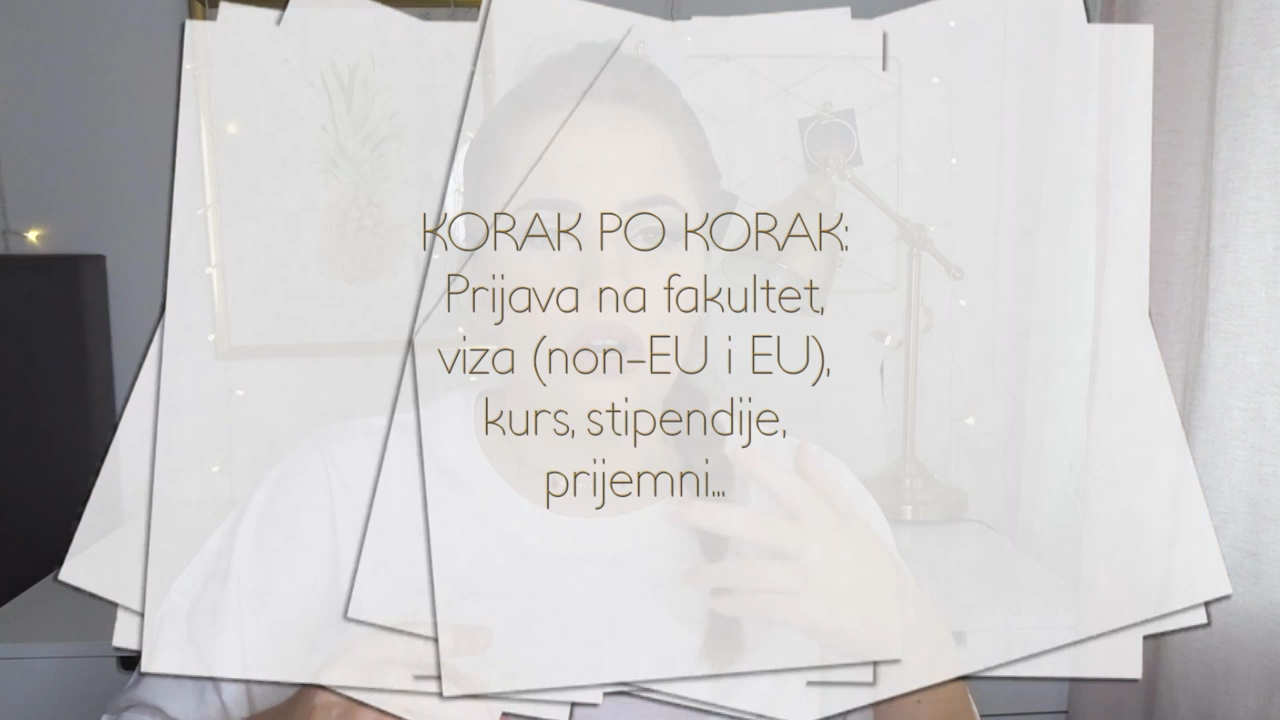 KORAK PO KORAK:
Prijava na fakultet,
viza (non-EU i EU),
kurs, stipendije,
prijemni...